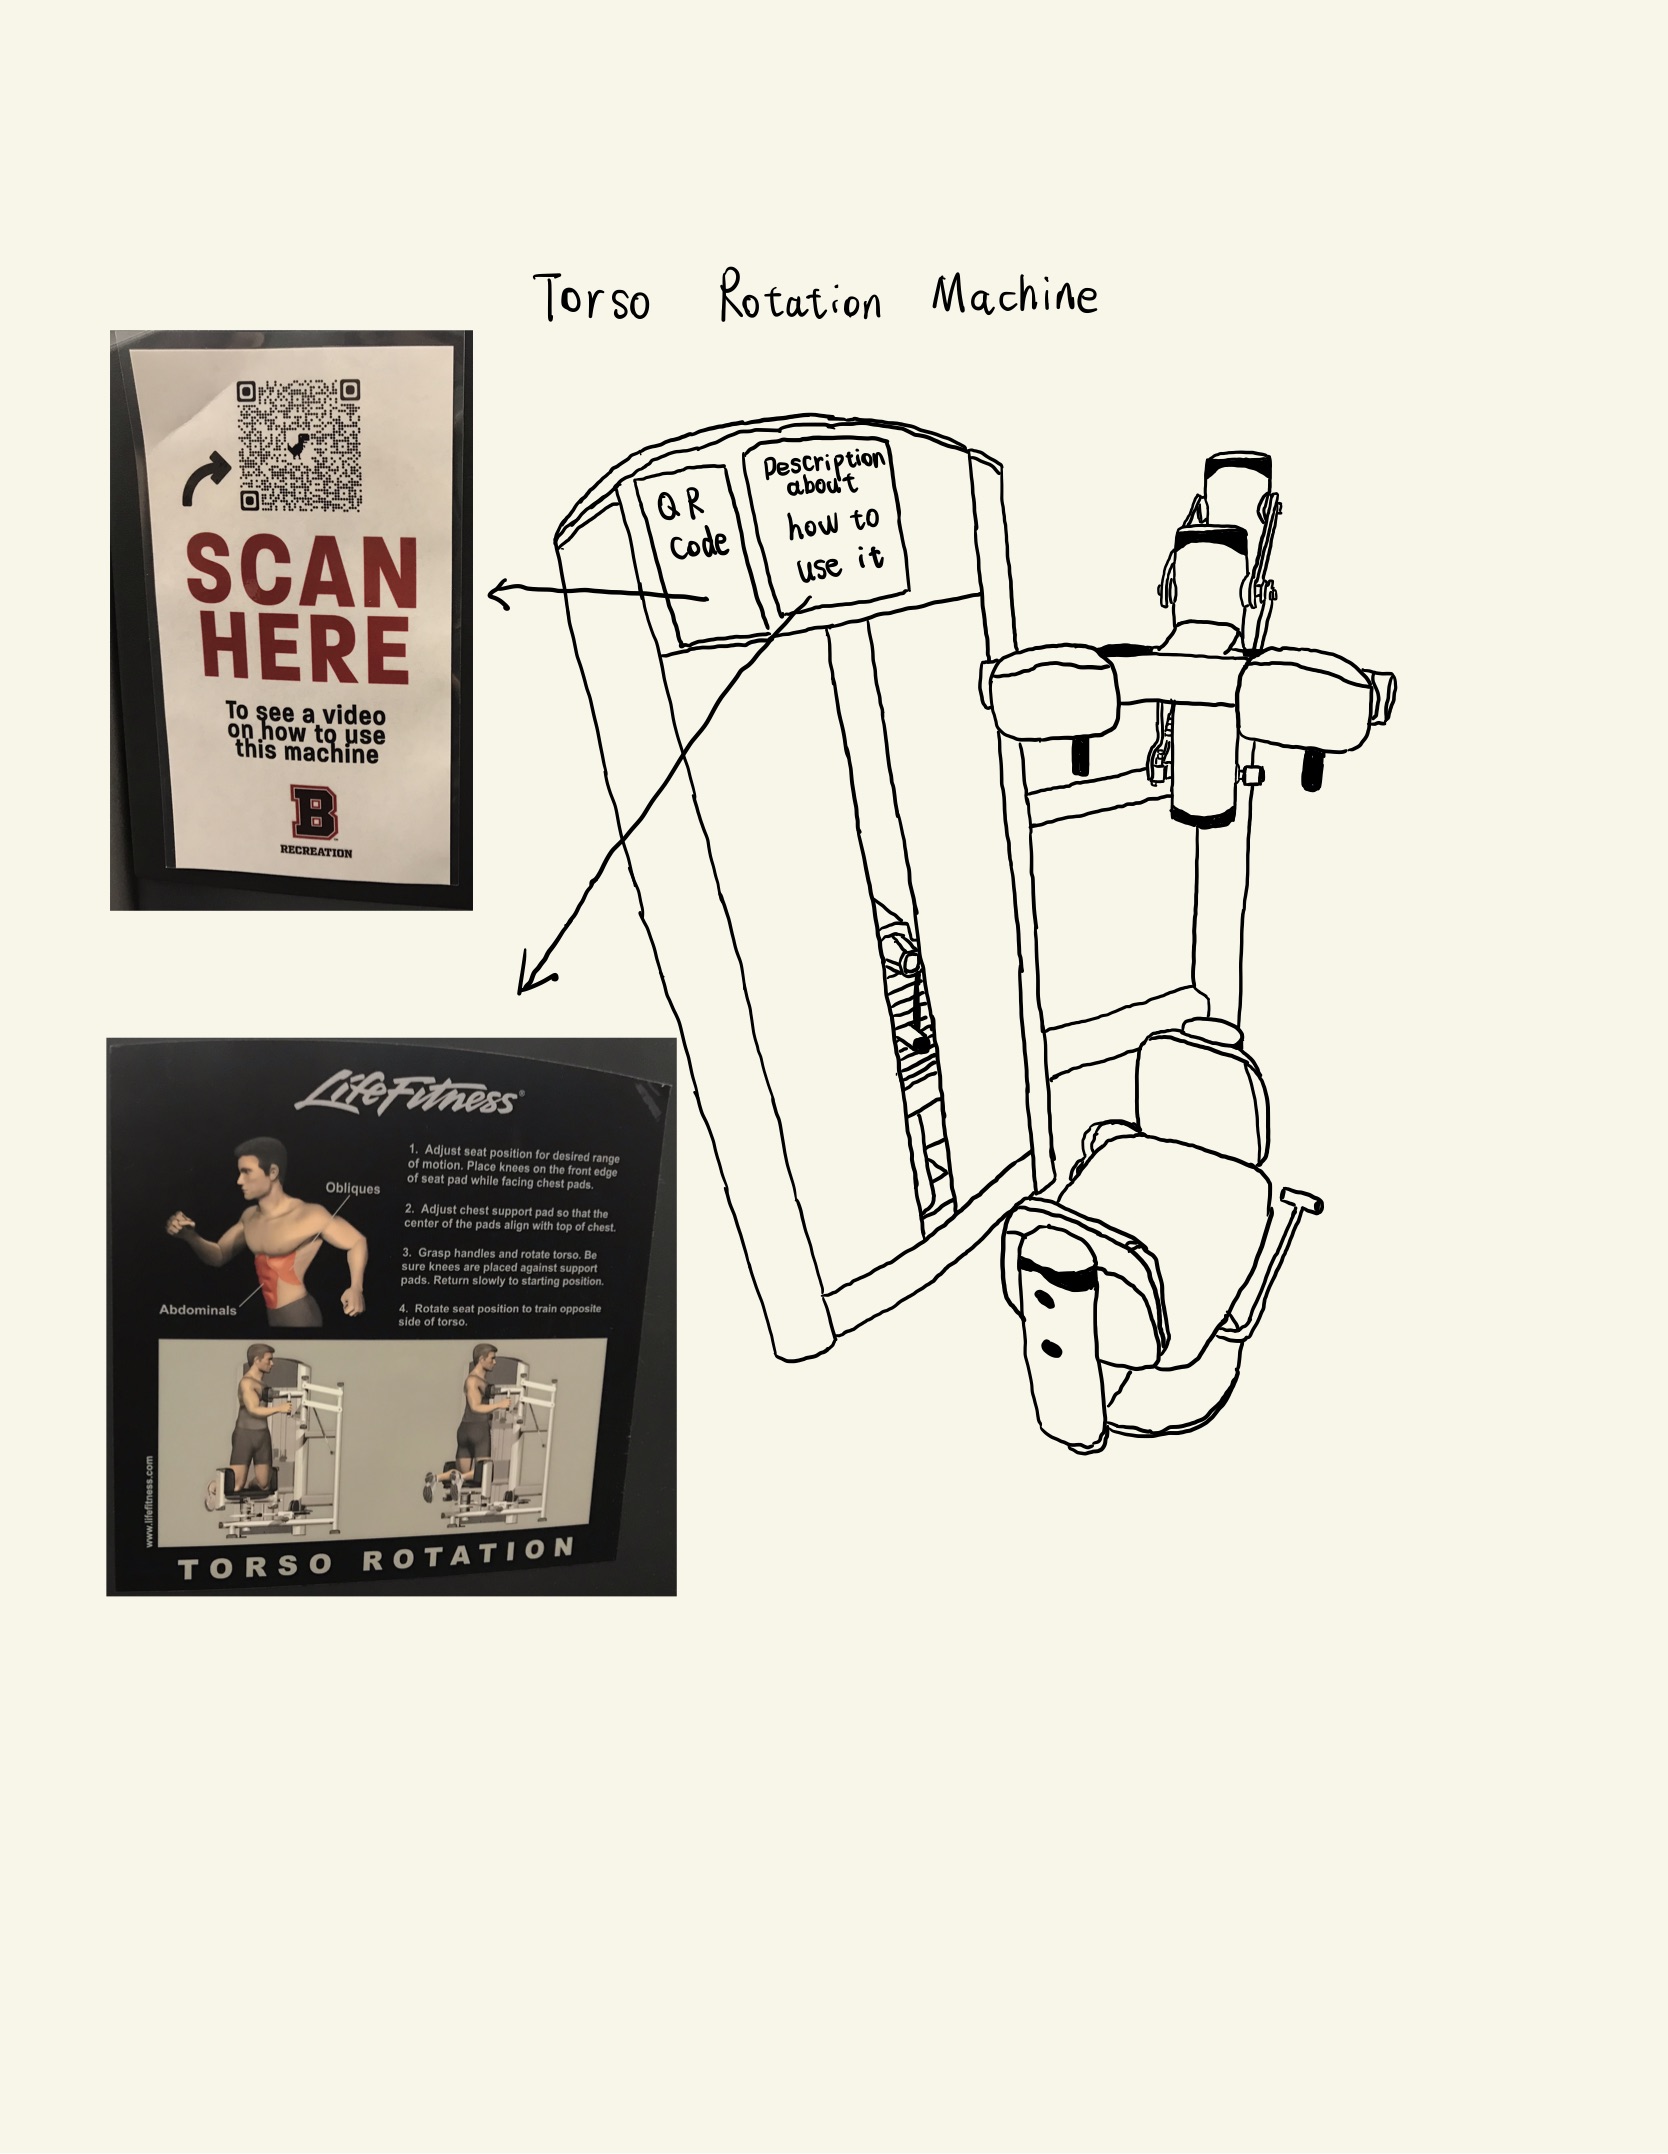 Torso Rotation Machine
SCAN
HERE
To see a video
on how to use
this machine
B
RECREATION
QR
Code
Description
about
how to
use it
LifeFitness®
Obliques
Abdominals
1. Adjust seat position for desired range
of motion. Place knees on the front edge
of seat pad while facing chest pads.
2. Adjust chest support pad so that the
center of the pads align with top of chest.
3. Grasp handles and rotate torso. Be
sure knees are placed against support
pads. Return slowly to starting position.
4. Rotate seat position to train opposite
side of torso.
www.lifefitness.com
TORSO ROTATION